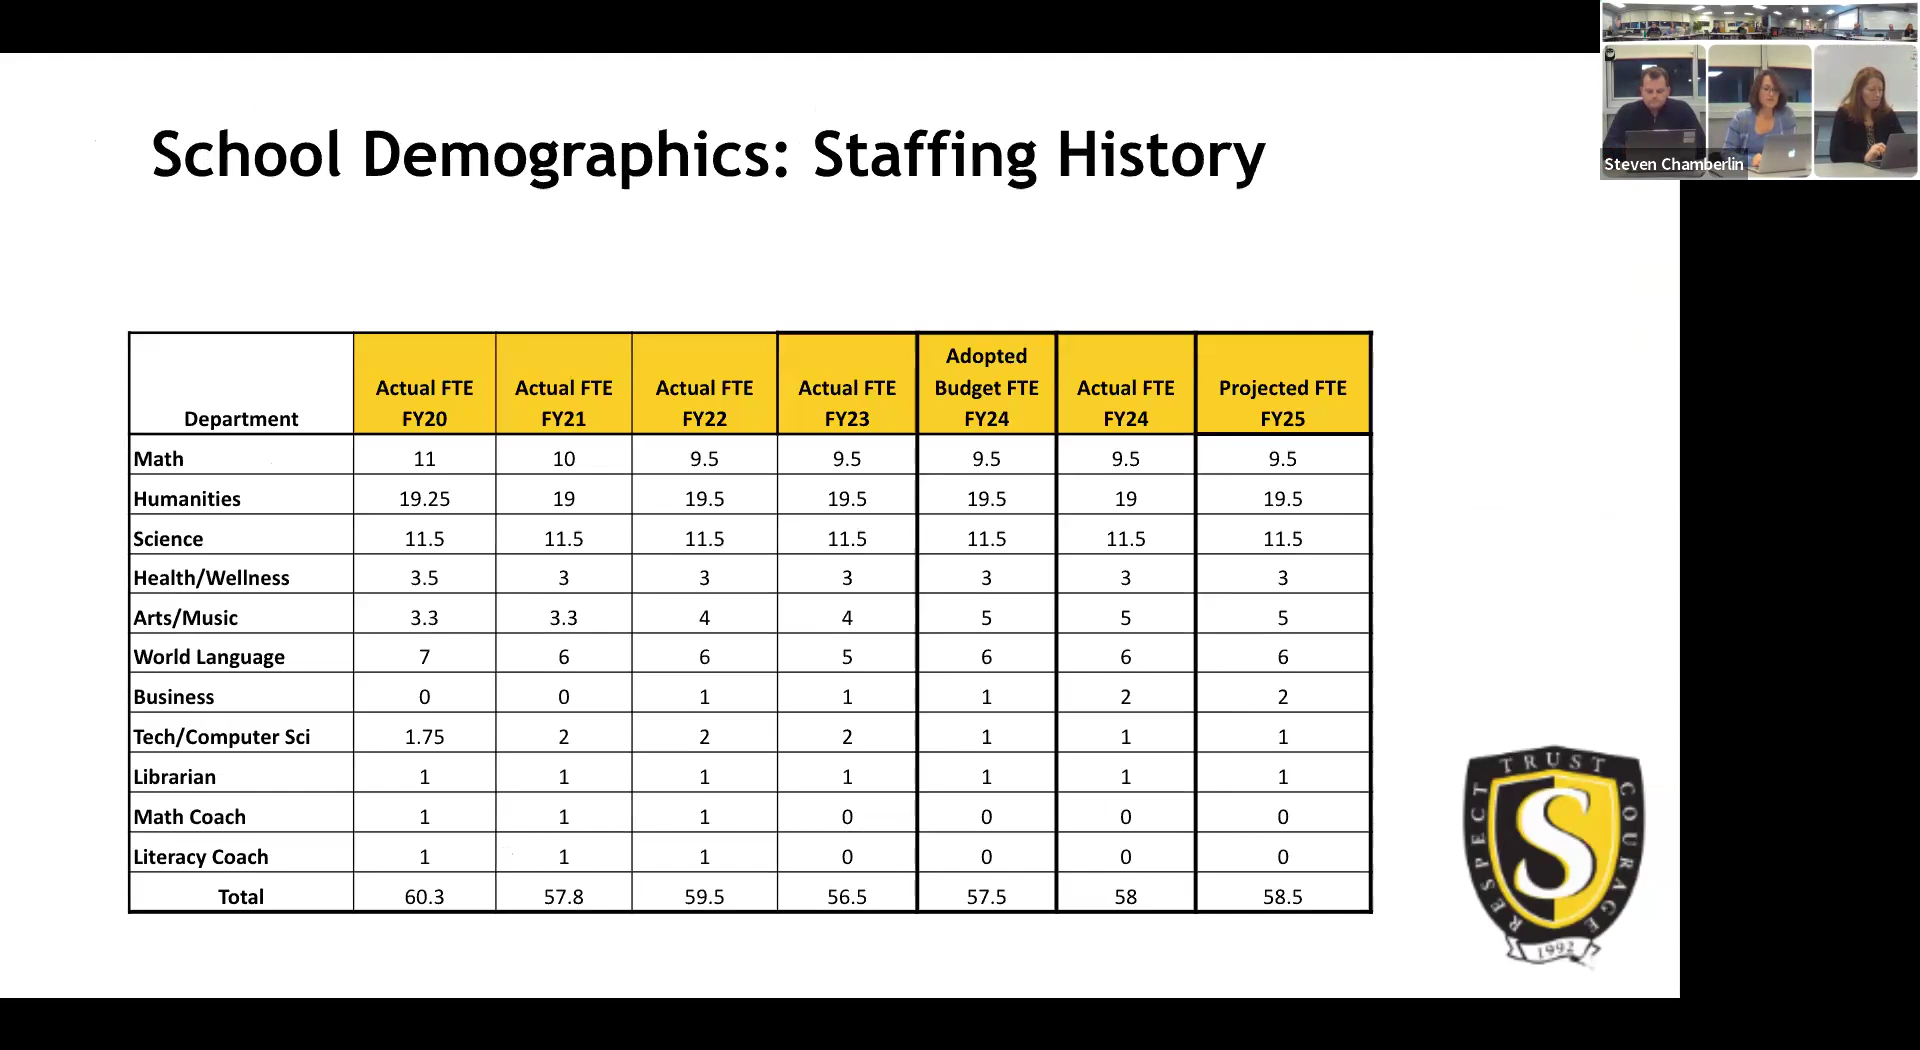 School Demographics: Staffing History
Steven Chamberlin
Department Actual FTE FY20 Actual FTE FY21 Actual FTE FY22 Actual FTE FY23 Adopted Budget FTE FY24 Actual FTE FY24 Projected FTE FY25
Math 11 10 9.5 9.5 9.5 9.5 9.5
Humanities 19.25 19 19.5 19.5 19.5 19 19.5
Science 11.5 11.5 11.5 11.5 11.5 11.5 11.5
Health/Wellness 3.5 3 3 3 3 3 3
Arts/Music 3.3 3.3 4 4 5 5 5
World Language 7 6 6 5 6 6 6
Business 0 0 1 1 1 2 2
Tech/Computer Sci 1.75 2 2 2 1 1 1
Librarian 1 1 1 1 1 1 1
Math Coach 1 1 1 0 0 0 0
Literacy Coach 1 1 1 0 0 0 0
Total 60.3 57.8 59.5 56.5 57.5 58 58.5
RESPECT TRUST COURAGE
S
1992